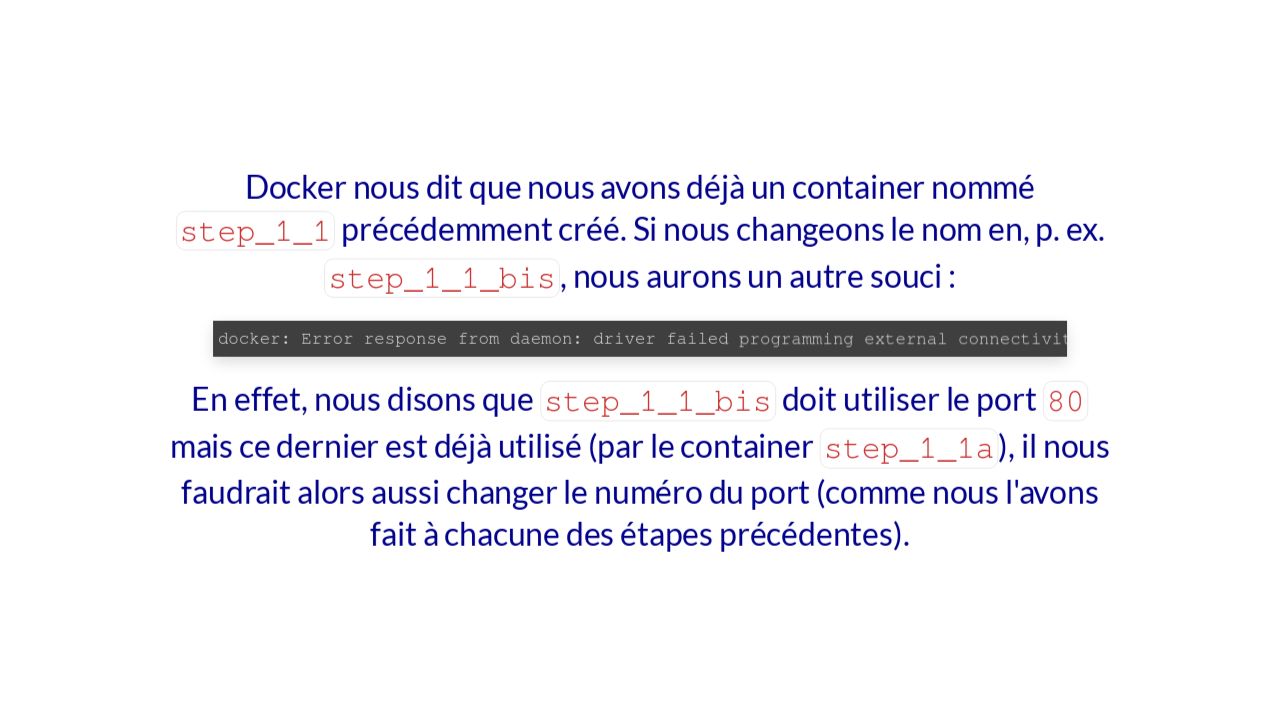 Docker nous dit que nous avons déjà un container nommé
step_1_1 précédemment créé. Si nous changeons le nom en, p. ex.
step_1_1_bis, nous aurons un autre souci :
docker: Error response from daemon: driver failed programming external connectivit
En effet, nous disons que step_1_1_bis doit utiliser le port 80
mais ce dernier est déjà utilisé (par le container step_1_1a), il nous
faudrait alors aussi changer le numéro du port (comme nous l'avons
fait à chacune des étapes précédentes).